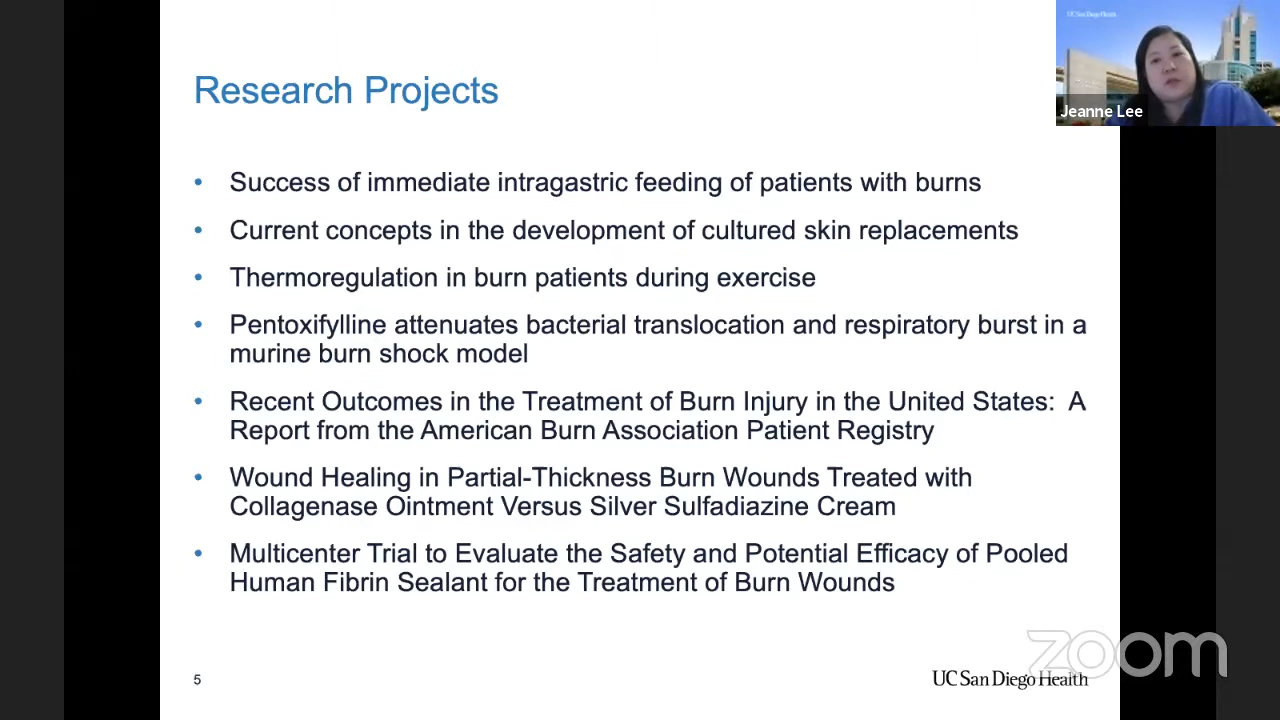 UC San Diego Health
Jeanne Lee
Research Projects
• Success of immediate intragastric feeding of patients with burns
• Current concepts in the development of cultured skin replacements
• Thermoregulation in burn patients during exercise
• Pentoxifylline attenuates bacterial translocation and respiratory burst in a
murine burn shock model
• Recent Outcomes in the Treatment of Burn Injury in the United States:  A
Report from the American Burn Association Patient Registry
• Wound Healing in Partial-Thickness Burn Wounds Treated with
Collagenase Ointment Versus Silver Sulfadiazine Cream
• Multicenter Trial to Evaluate the Safety and Potential Efficacy of Pooled
Human Fibrin Sealant for the Treatment of Burn Wounds
zoom
5
UC San Diego Health